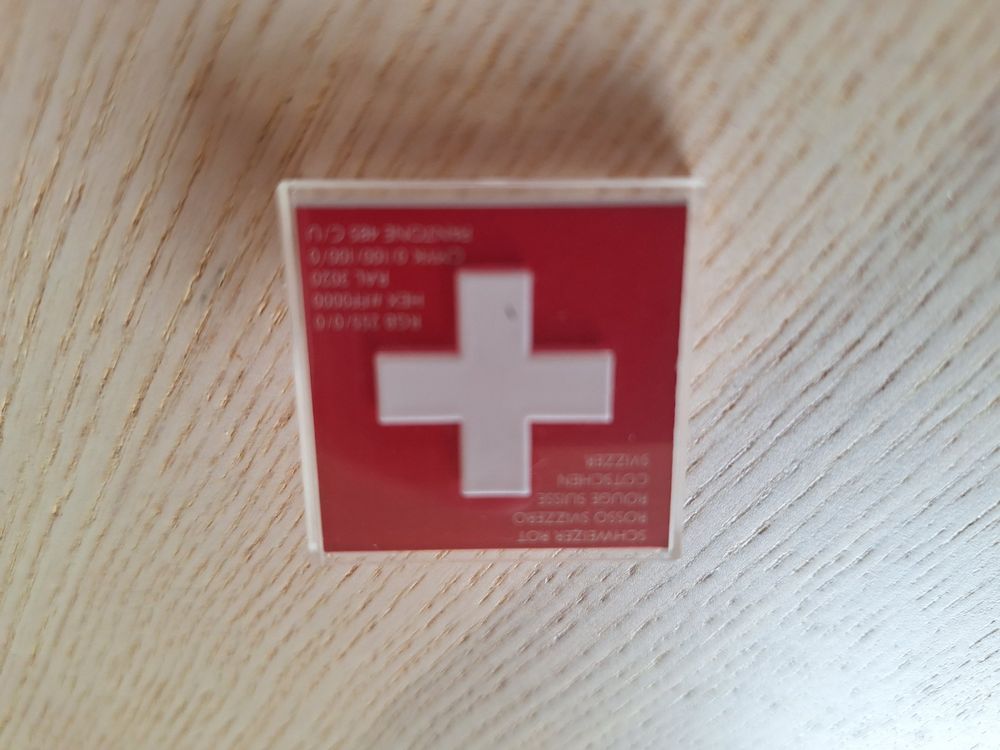 SCHWEIZER ROT
ROSSO SVIZZERO
ROUGE SUISSE
COTSCHEN
SVIZZER
RGB 255/0/0
HEX #FF0000
RAL 3020
CMYK 0/100/100/0
PANTONE 485 C/U